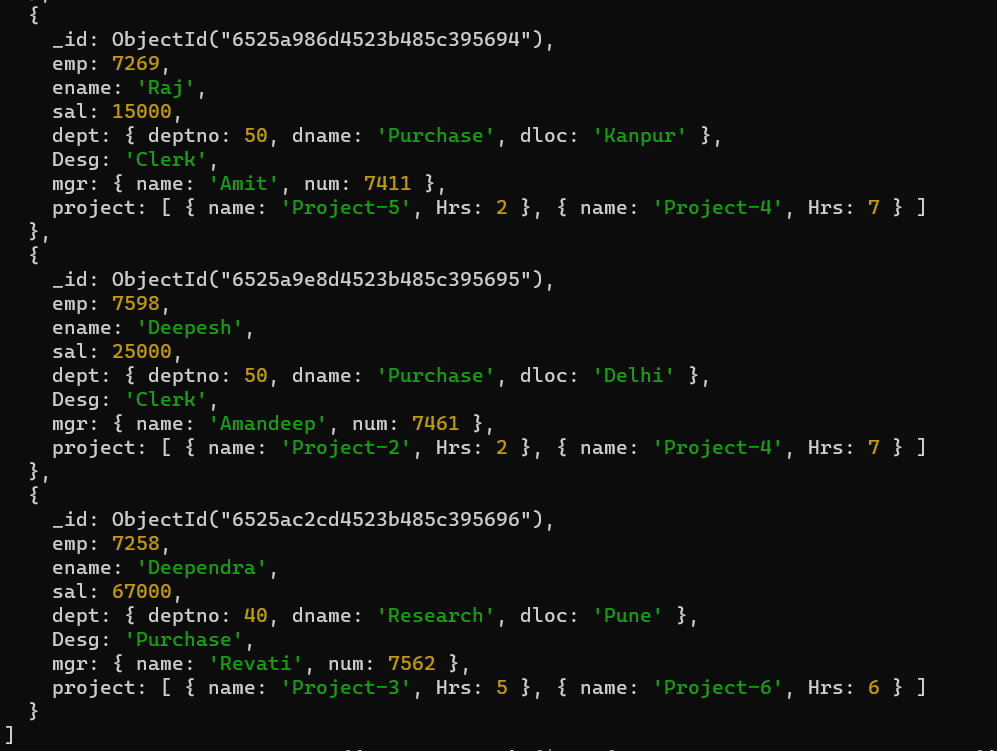 {
_id: ObjectId("6525a986d4523b485c395694"),
emp: 7269,
ename: 'Raj',
sal: 15000,
dept: { deptno: 50, dname: 'Purchase', dloc: 'Kanpur' },
Desg: 'Clerk',
mgr: { name: 'Amit', num: 7411 },
project: [ { name: 'Project-5', Hrs: 2 }, { name: 'Project-4', Hrs: 7 } ]
},
{
_id: ObjectId("6525a9e8d4523b485c395695"),
emp: 7598,
ename: 'Deepesh',
sal: 25000,
dept: { deptno: 50, dname: 'Purchase', dloc: 'Delhi' },
Desg: 'Clerk',
mgr: { name: 'Amandeep', num: 7461 },
project: [ { name: 'Project-2', Hrs: 2 }, { name: 'Project-4', Hrs: 7 } ]
},
{
_id: ObjectId("6525ac2cd4523b485c395696"),
emp: 7258,
ename: 'Deependra',
sal: 67000,
dept: { deptno: 40, dname: 'Research', dloc: 'Pune' },
Desg: 'Purchase',
mgr: { name: 'Revati', num: 7562 },
project: [ { name: 'Project-3', Hrs: 5 }, { name: 'Project-6', Hrs: 6 } ]
}
]